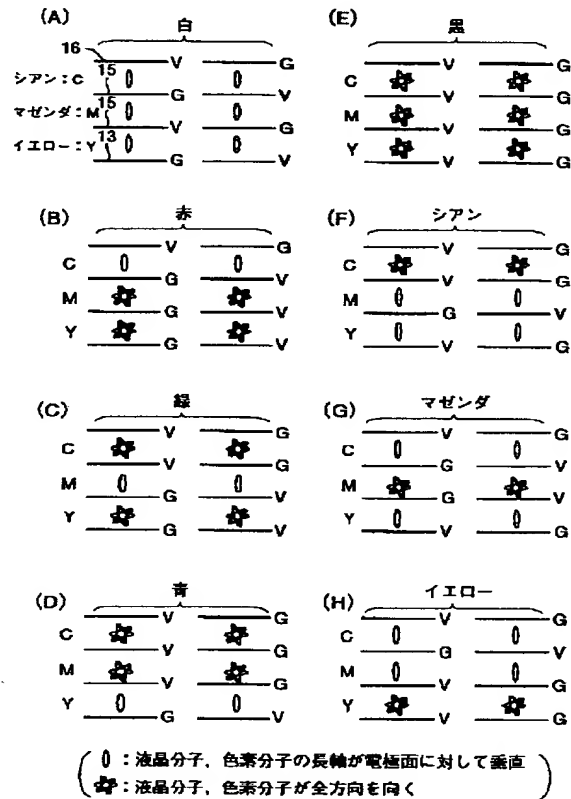 (A)
白
16 V G
シアン：C 15
G V
マゼンダ：M 15
V G
イエロー：Y 13
G V
(B)
赤
V G
C
G V
M
G V
Y
G V
(C)
緑
V G
C
V G
M
G V
Y
G V
(D)
青
V G
C
V G
M
V G
Y
G V
(E)
黒
V G
C
V G
M
V G
Y
V G
(F)
シアン
V G
C
V G
M
G V
Y
V G
(G)
マゼンダ
V G
C
G V
M
G V
Y
V G
(H)
イエロー
V G
C
G V
M
V G
Y
V G
：液晶分子，色素分子の長軸が電極面に対して垂直
：液晶分子，色素分子が全方向を向く